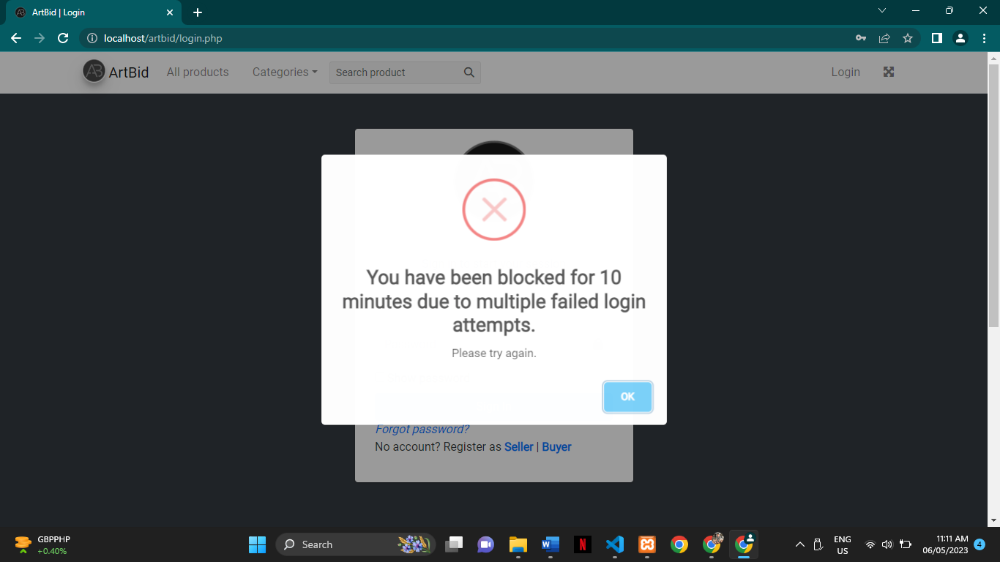 ArtBid | Login
localhost/artbid/login.php
AB ArtBid All products Categories Search product Login
You have been blocked for 10
minutes due to multiple failed login
attempts.
Please try again.
OK
Forgot password?
No account? Register as Seller | Buyer
GBPPHP
+0.40%
Search
W
N
ENG
US
11:11 AM
06/05/2023
4